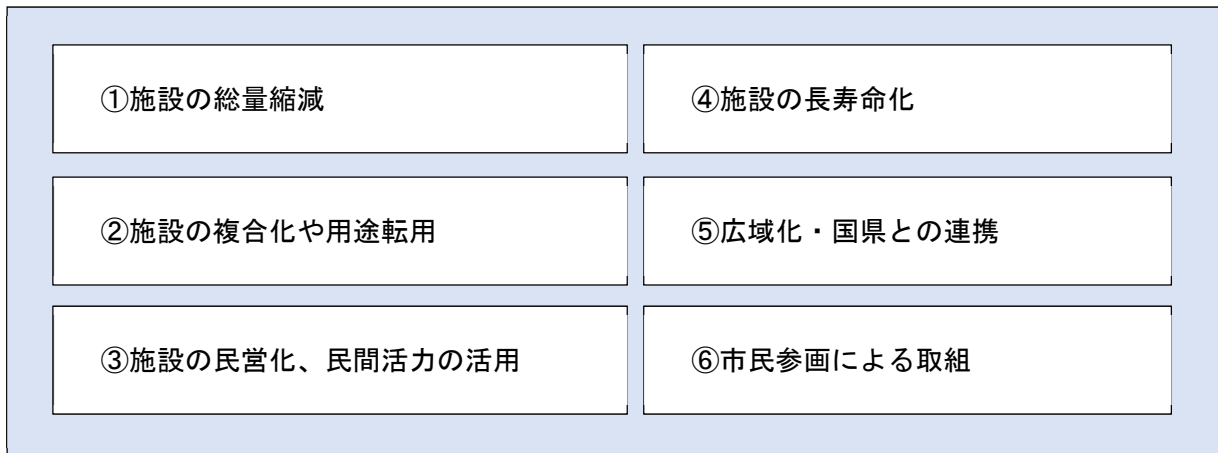 ①施設の総量縮減
②施設の複合化や用途転用
③施設の民営化、民間活力の活用
④施設の長寿命化
⑤広域化・国県との連携
⑥市民参画による取組